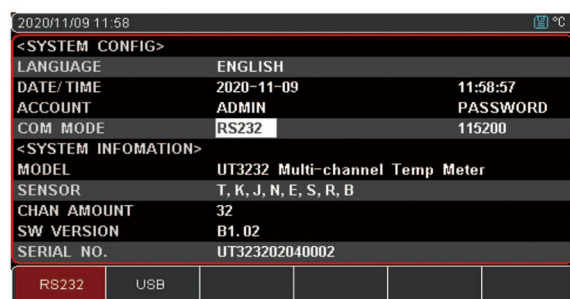 2020/11/09 11:58 °C
<SYSTEM CONFIG>
LANGUAGE ENGLISH
DATE/TIME 2020-11-09 11:58:57
ACCOUNT ADMIN PASSWORD
COM MODE RS232 115200
<SYSTEM INFOMATION>
MODEL UT3232 Multi-channel Temp Meter
SENSOR T, K, J, N, E, S, R, B
CHAN AMOUNT 32
SW VERSION B1.02
SERIAL NO. UT323202040002
RS232 USB